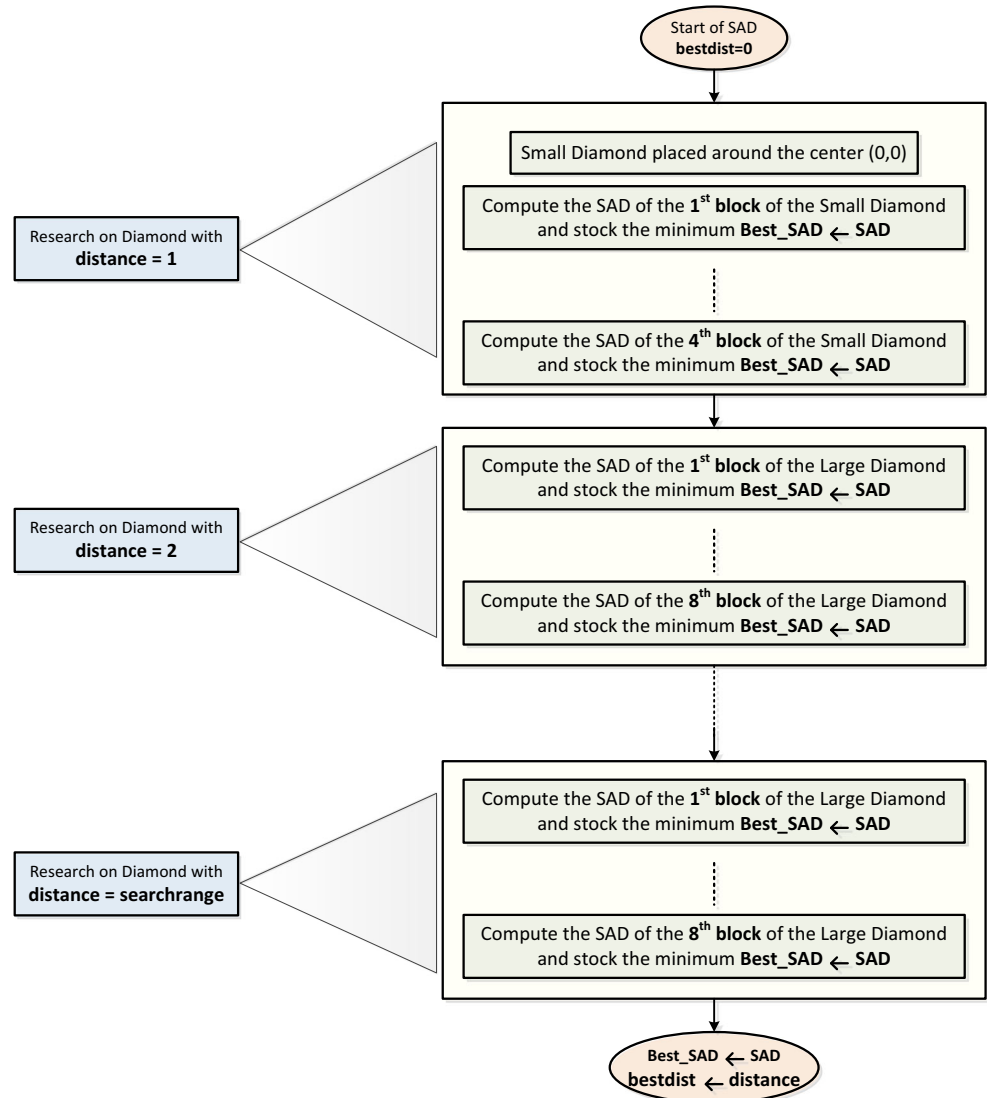 Start of SAD
bestdist=0
Small Diamond placed around the center (0,0)
Compute the SAD of the 1st block of the Small Diamond
and stock the minimum Best_SAD ← SAD
Research on Diamond with
distance = 1
Compute the SAD of the 4th block of the Small Diamond
and stock the minimum Best_SAD ← SAD
Compute the SAD of the 1st block of the Large Diamond
and stock the minimum Best_SAD ← SAD
Research on Diamond with
distance = 2
Compute the SAD of the 8th block of the Large Diamond
and stock the minimum Best_SAD ← SAD
Compute the SAD of the 1st block of the Large Diamond
and stock the minimum Best_SAD ← SAD
Research on Diamond with
distance = searchrange
Compute the SAD of the 8th block of the Large Diamond
and stock the minimum Best_SAD ← SAD
Best_SAD ← SAD
bestdist ← distance